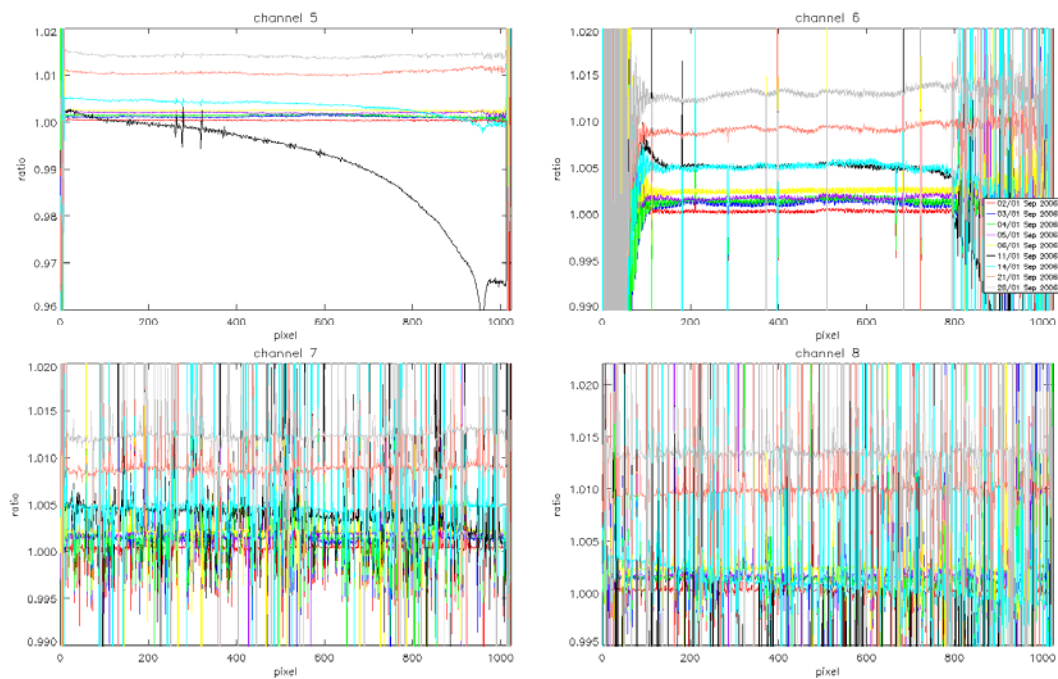 channel 5
1.02
1.01
1.00
0.99
0.98
0.97
0.96
ratio
0
200
400
600
800
1000
pixel
channel 6
1.020
1.015
1.010
1.005
1.000
0.995
0.990
ratio
02/01 Sep 2006
03/01 Sep 2006
04/01 Sep 2006
05/01 Sep 2006
06/01 Sep 2006
11/01 Sep 2006
14/01 Sep 2006
21/01 Sep 2006
28/01 Sep 2006
0
200
400
600
800
1000
pixel
channel 7
1.020
1.015
1.010
1.005
1.000
0.995
0.990
ratio
0
200
400
600
800
1000
pixel
channel 8
1.020
1.015
1.010
1.005
1.000
0.995
ratio
0
200
400
600
800
1000
pixel